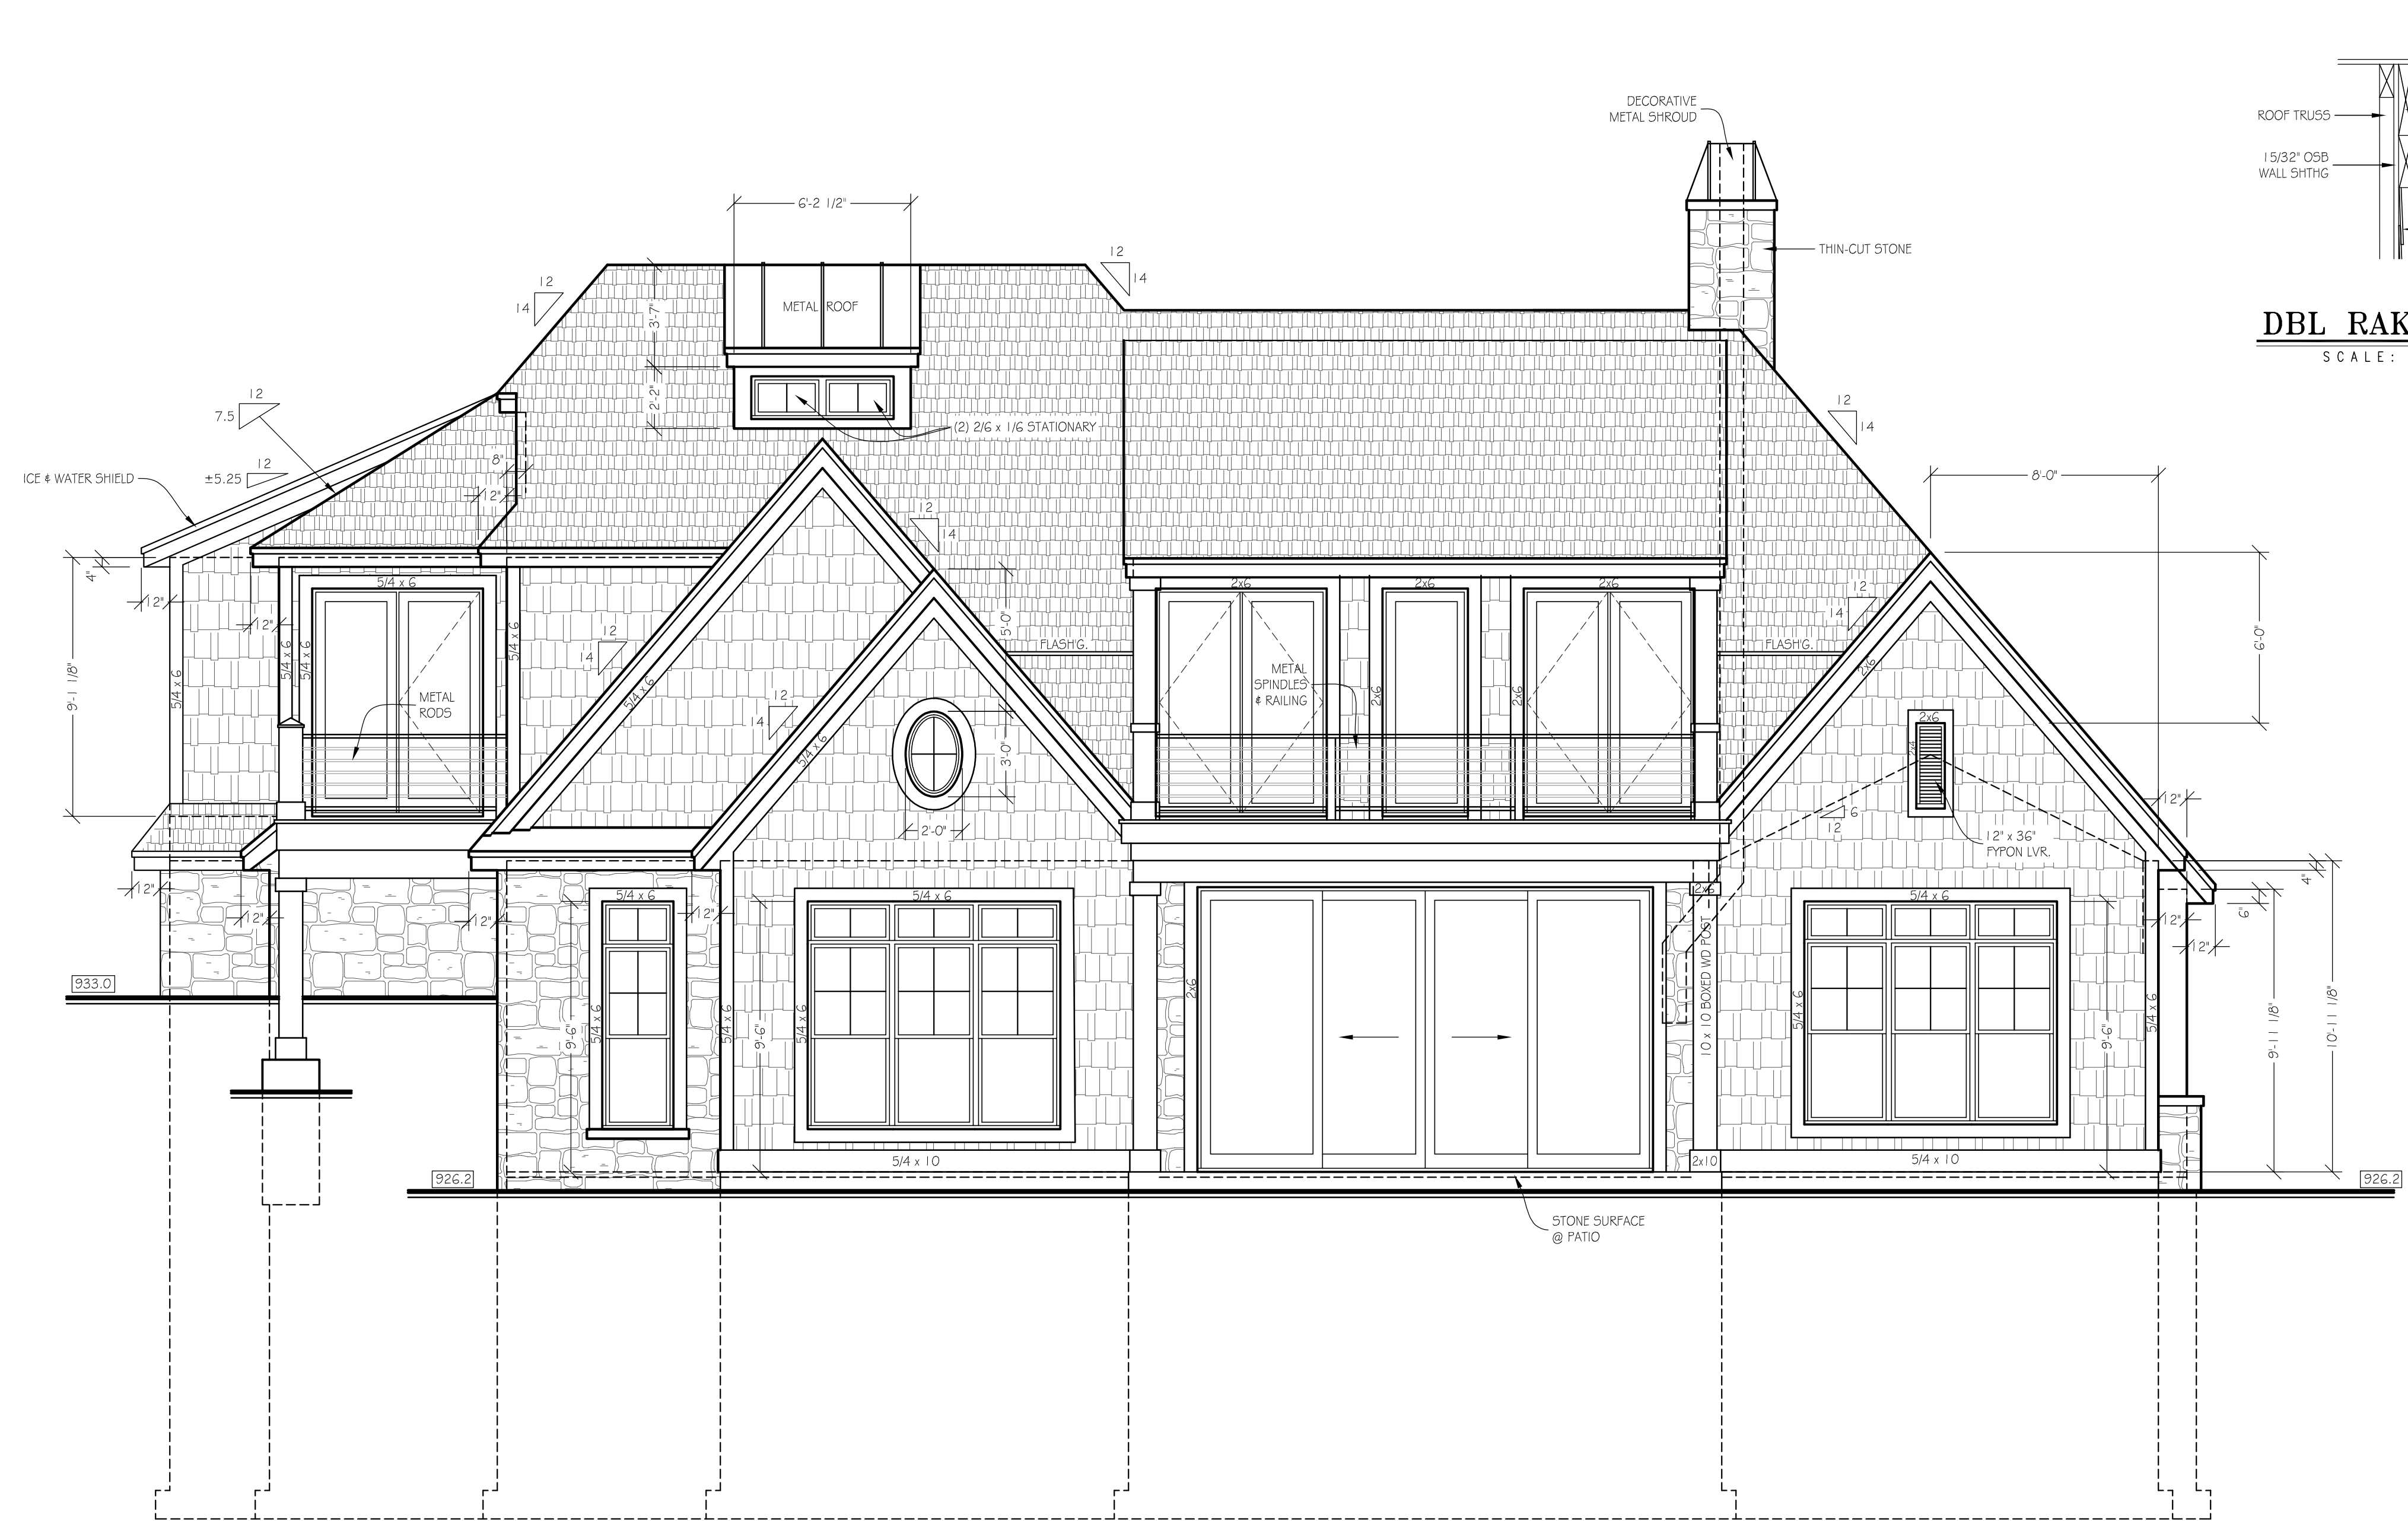 DECORATIVE
METAL SHROUD
ROOF TRUSS
15/32" OSB
WALL SHTHG
THIN-CUT STONE
DBL RAK
SCALE:
6'-2 1/2"
12
14
12
14
METAL ROOF
3'-7"
2'-2"
(2) 2/6 x 1/6 STATIONARY
12
7.5
12
±5.25
ICE & WATER SHIELD
8"
12"
12
14
12
14
8'-0"
4"
12"
12"
9'-1 1/8"
5/4 x 6
5/4 x 6
5/4 x 6
5/4 x 6
5/4 x 6
METAL
RODS
12
14
5/4 x 6
12
14
5/4 x 6
5'-0"
3'-0"
2'-0"
FLASH'G.
2x6
2x6
2x6
METAL
SPINDLES
& RAILING
2x6
2x6
FLASH'G.
12
14
2x6
6'-0"
2x6
2x4
6
12
12" x 36"
FYPON LVR.
12"
4"
6"
12"
12"
12"
12"
12"
12"
933.0
5/4 x 6
5/4 x 6
9'-6"
5/4 x 6
9'-6"
5/4 x 6
5/4 x 6
2x6
2x6
10 x 10 BOXED WD POST
5/4 x 6
5/4 x 6
9'-6"
5/4 x 6
9'-11 1/8"
10'-11 1/8"
926.2
5/4 x 10
2x10
5/4 x 10
926.2
STONE SURFACE
@ PATIO